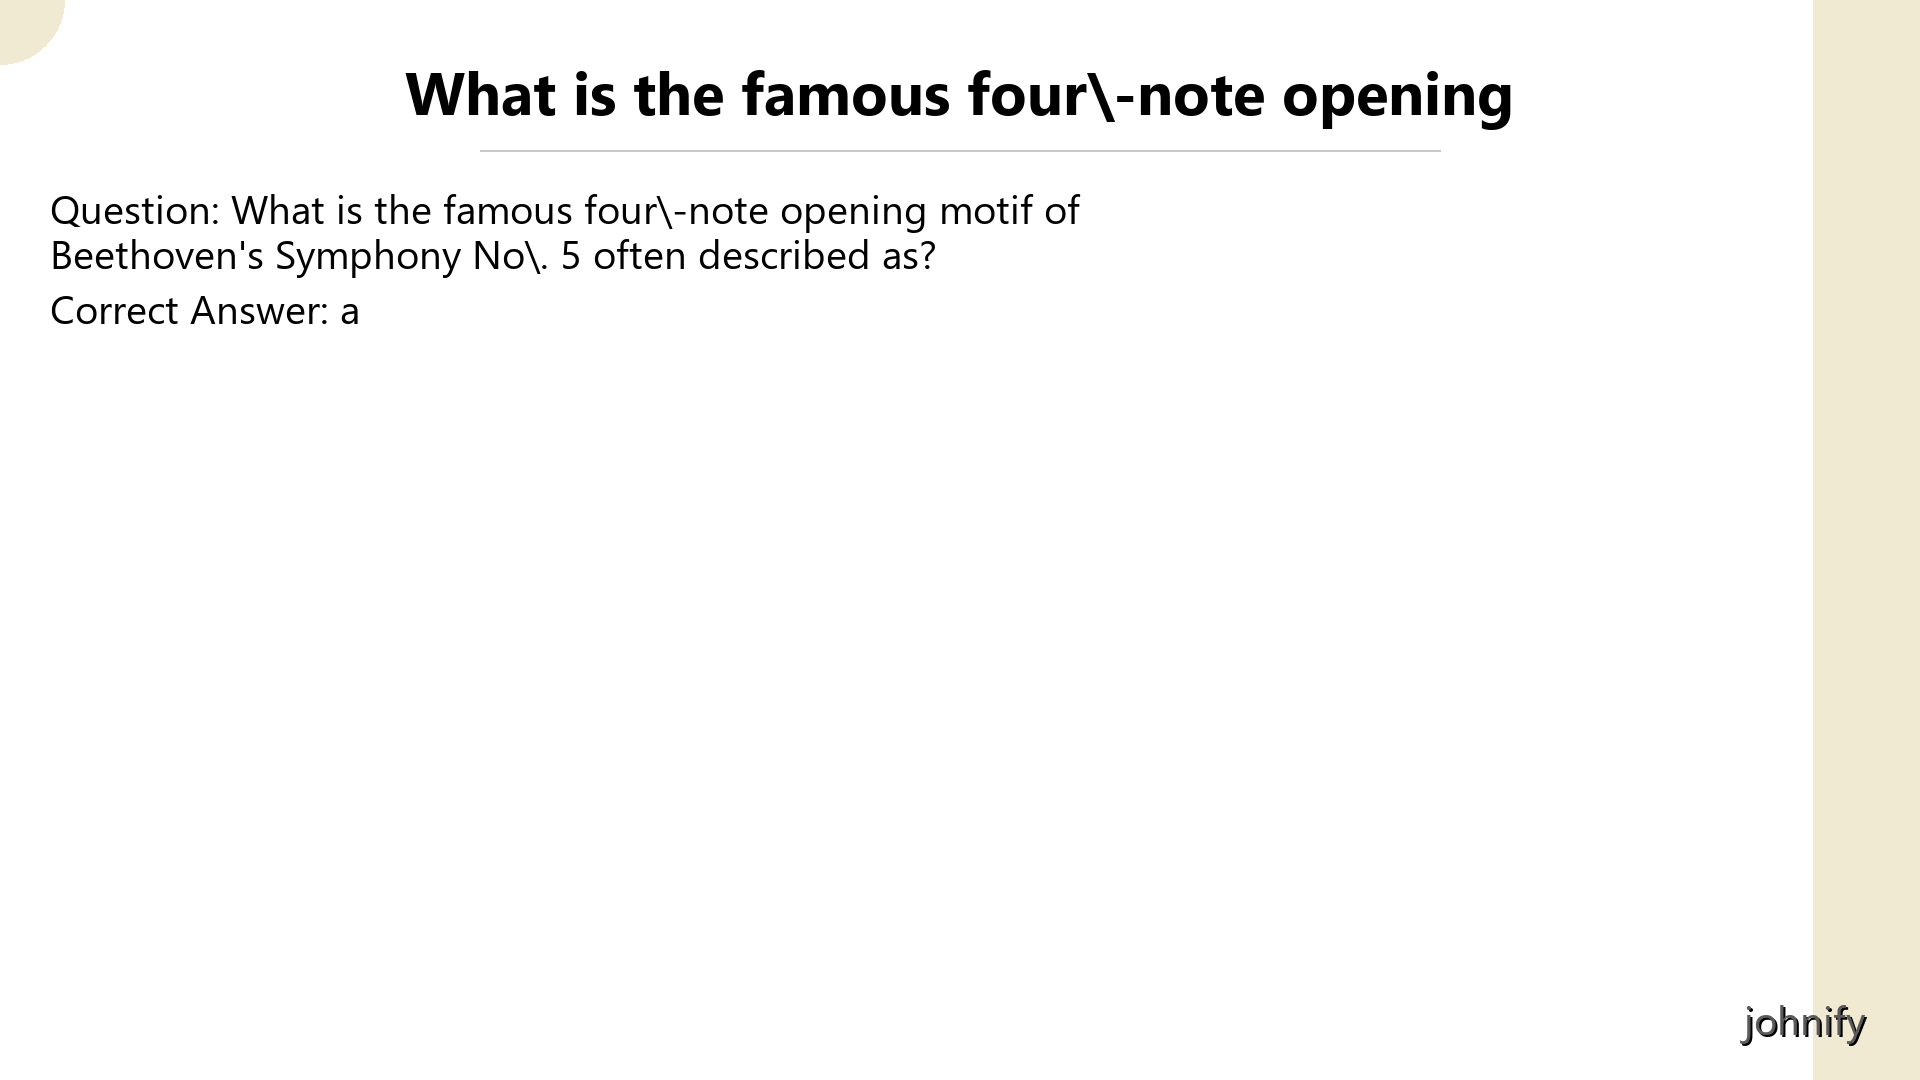 What is the famous four\-note opening
Question: What is the famous four\-note opening motif of
Beethoven's Symphony No\. 5 often described as?
Correct Answer: a
johnify